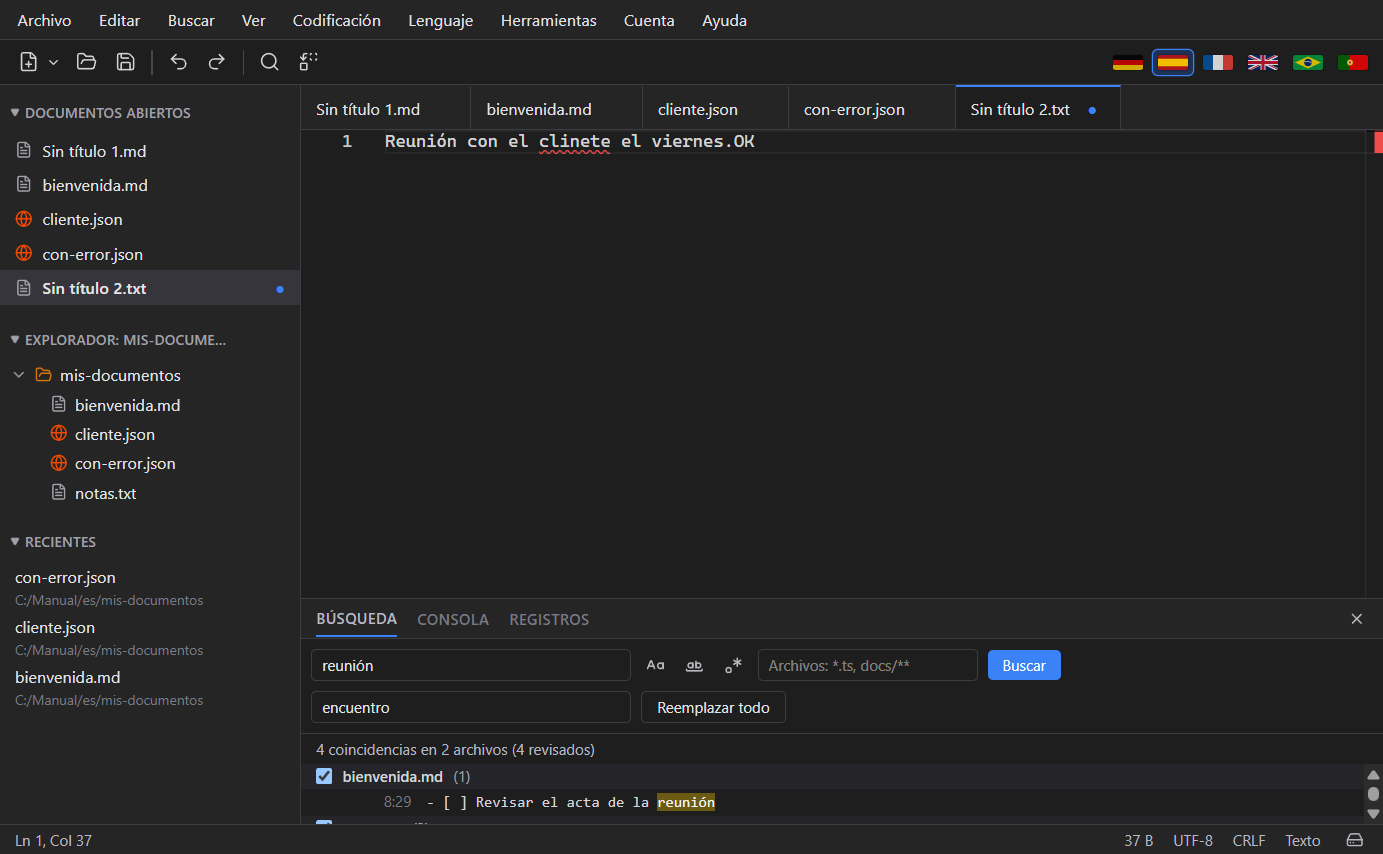 Archivo Editar Buscar Ver Codificación Lenguaje Herramientas Cuenta Ayuda
DOCUMENTOS ABIERTOS
Sin título 1.md
bienvenida.md
cliente.json
con-error.json
Sin título 2.txt
EXPLORADOR: MIS-DOCUME...
mis-documentos
bienvenida.md
cliente.json
con-error.json
notas.txt
RECIENTES
con-error.json
C:/Manual/es/mis-documentos
cliente.json
C:/Manual/es/mis-documentos
bienvenida.md
C:/Manual/es/mis-documentos
Sin título 1.md bienvenida.md cliente.json con-error.json Sin título 2.txt
1 Reunión con el clinete el viernes.OK
BÚSQUEDA CONSOLA REGISTROS
reunión Aa ab .* Archivos: *.ts, docs/** Buscar
encuentro Reemplazar todo
4 coincidencias en 2 archivos (4 revisados)
bienvenida.md (1)
8:29 - [ ] Revisar el acta de la reunión
Ln 1, Col 37 37 B UTF-8 CRLF Texto